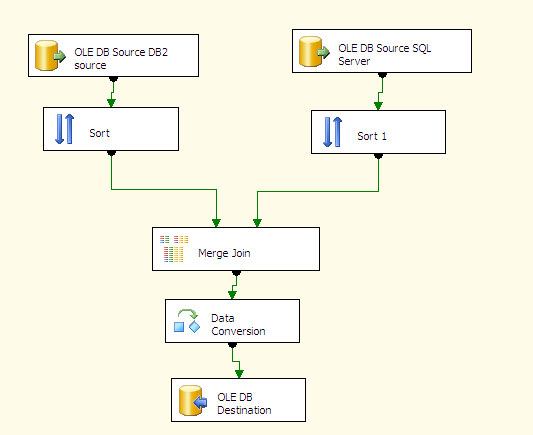 OLE DB Source DB2
source
OLE DB Source SQL
Server
Sort
Sort 1
Merge Join
Data
Conversion
OLE DB
Destination